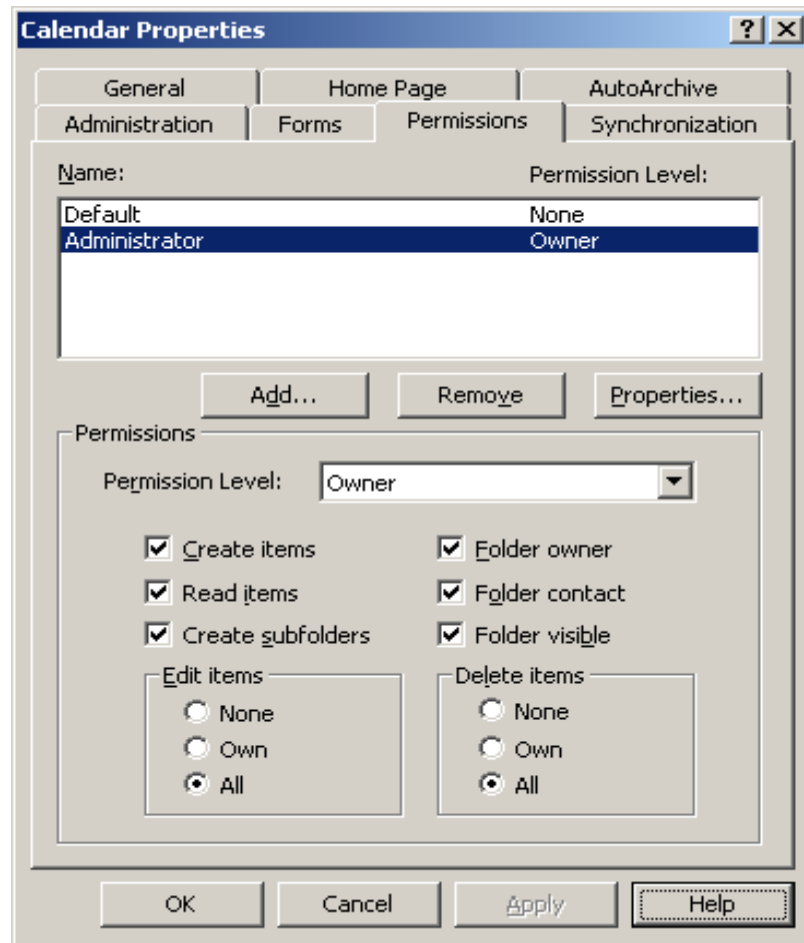 Calendar Properties
General Home Page AutoArchive
Administration Forms Permissions Synchronization
Name: Permission Level:
Default None
Administrator Owner
Add... Remove Properties...
Permissions
Permission Level: Owner
Create items Folder owner
Read items Folder contact
Create subfolders Folder visible
Edit items Delete items
None None
Own Own
All All
OK Cancel Apply Help